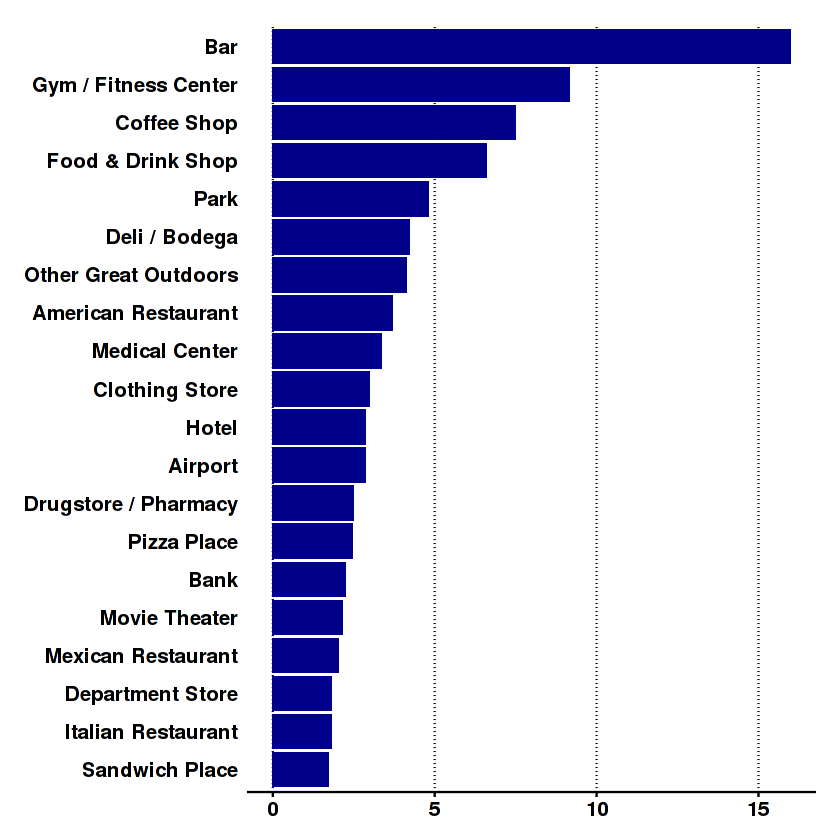 Bar
Gym / Fitness Center
Coffee Shop
Food & Drink Shop
Park
Deli / Bodega
Other Great Outdoors
American Restaurant
Medical Center
Clothing Store
Hotel
Airport
Drugstore / Pharmacy
Pizza Place
Bank
Movie Theater
Mexican Restaurant
Department Store
Italian Restaurant
Sandwich Place
0 5 10 15